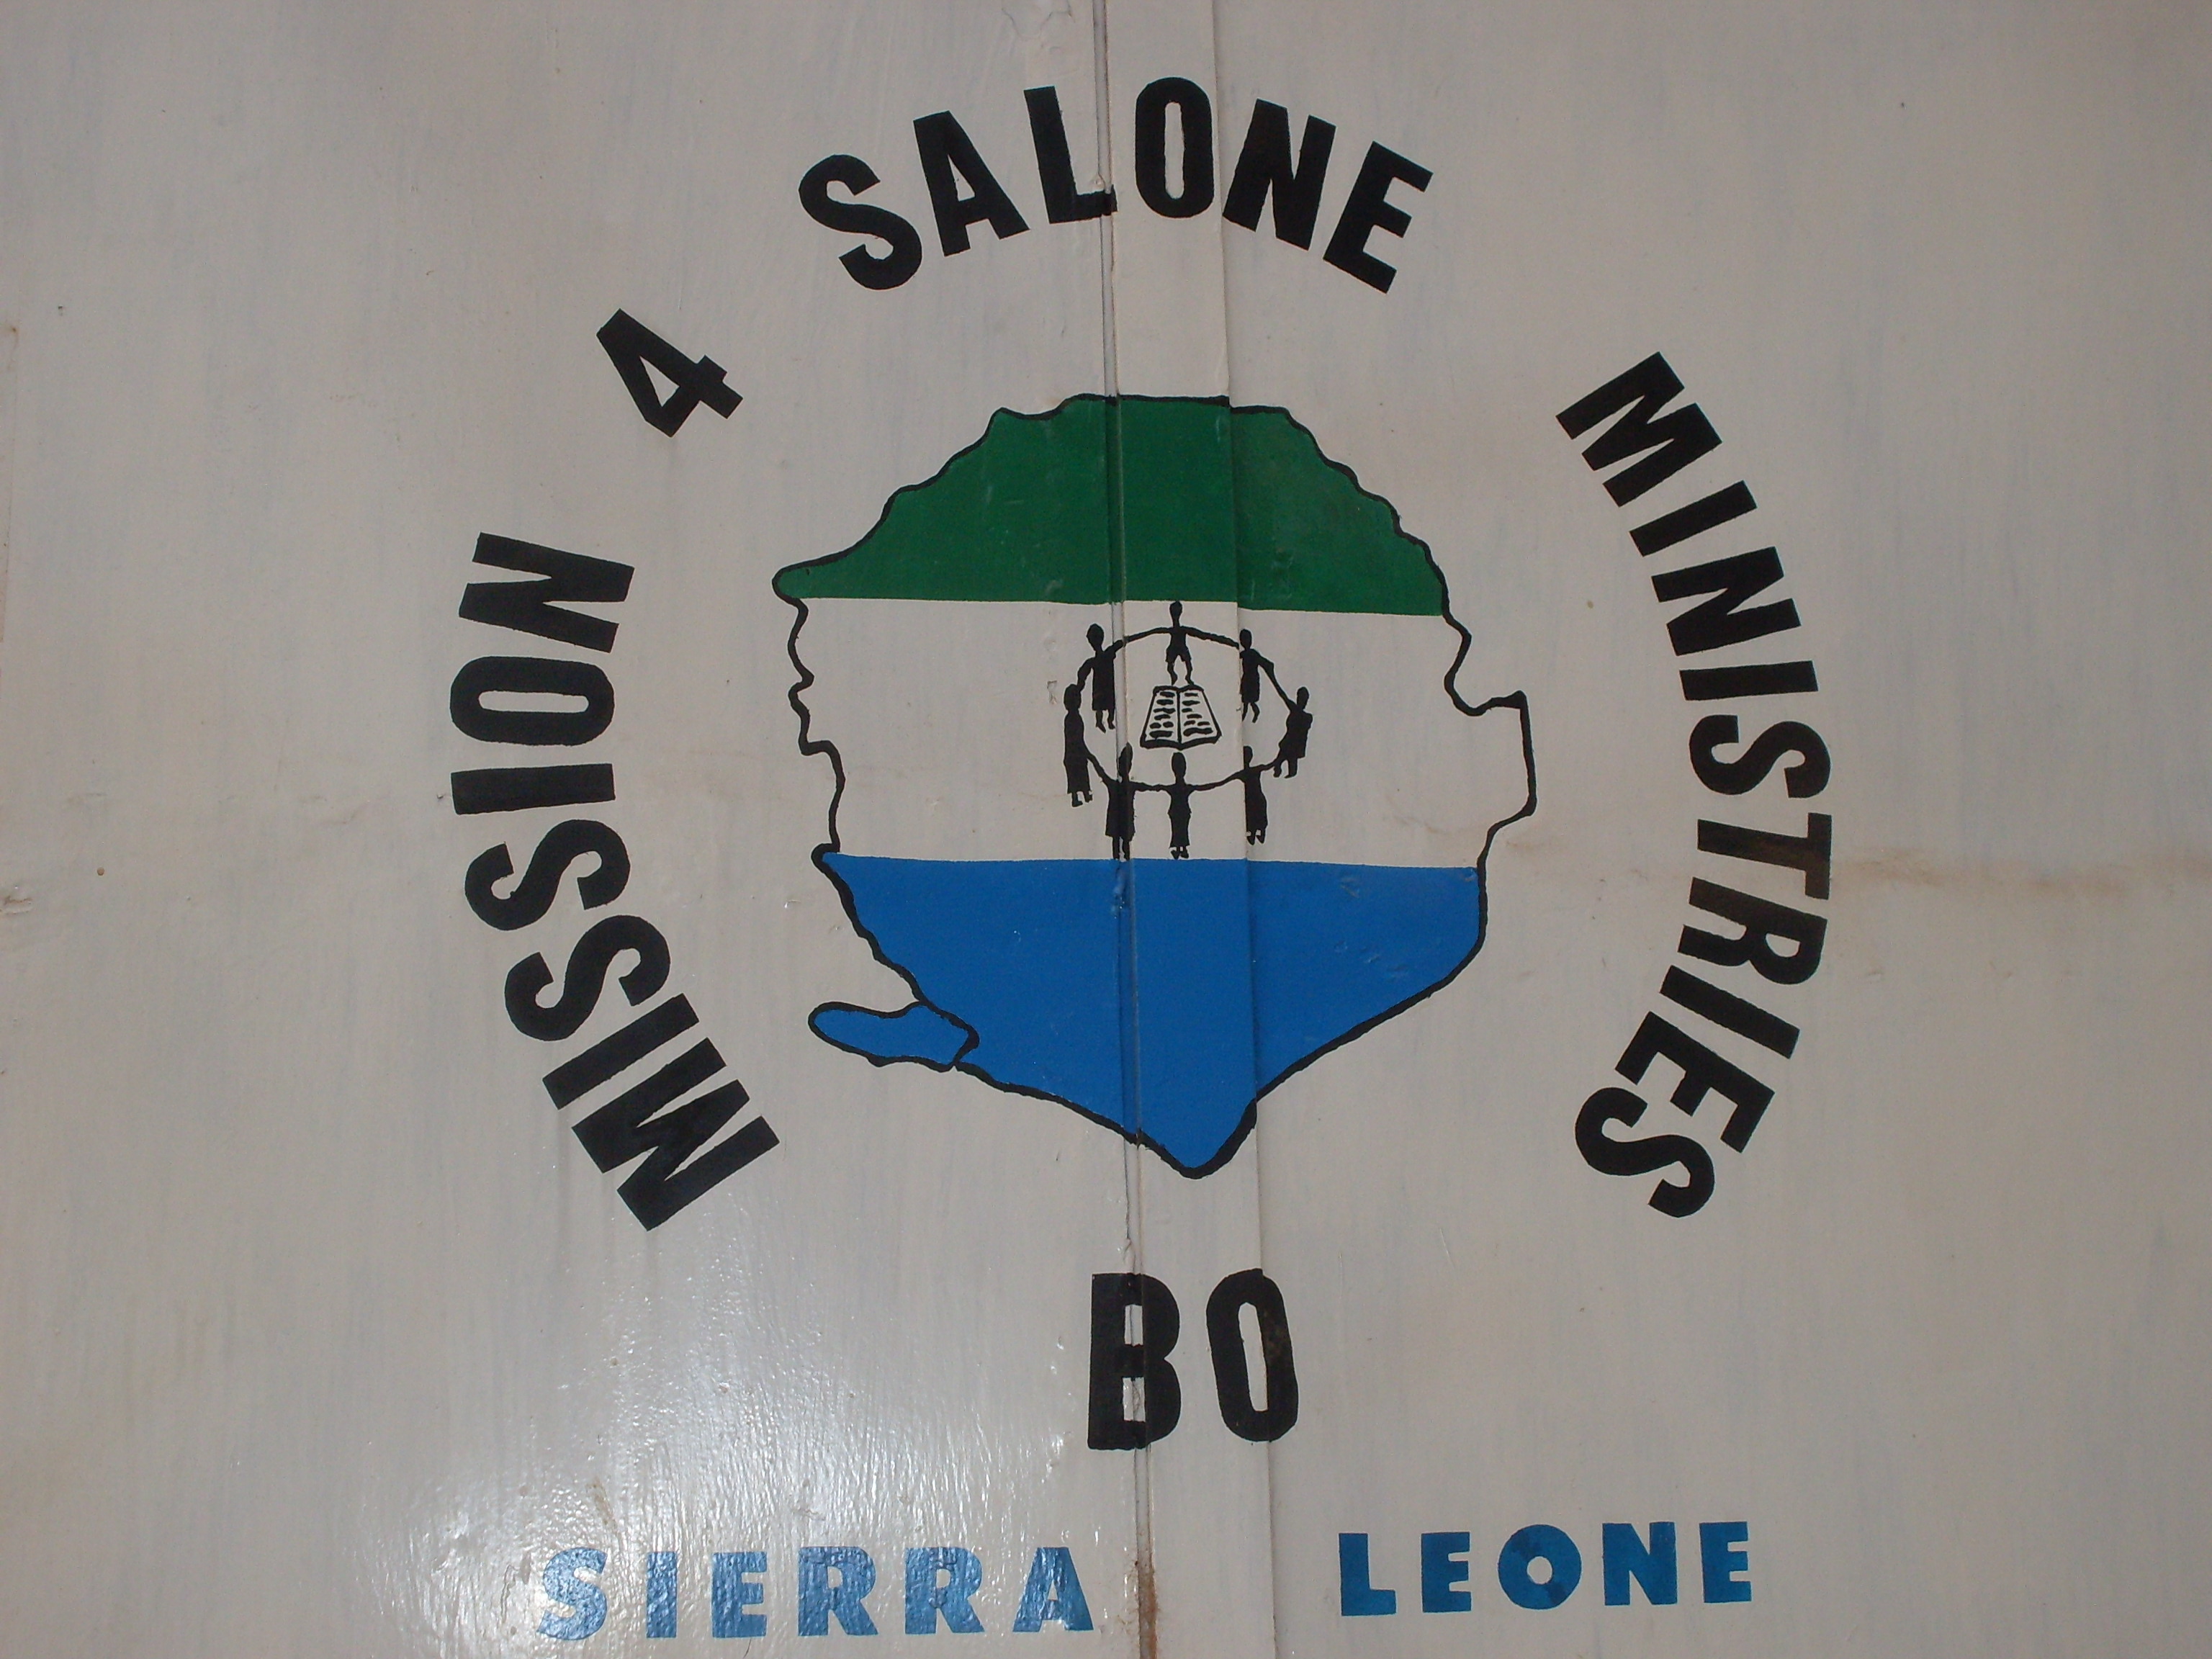 MISSION 4 SALONE MINISTRIES
BO
SIERRA LEONE